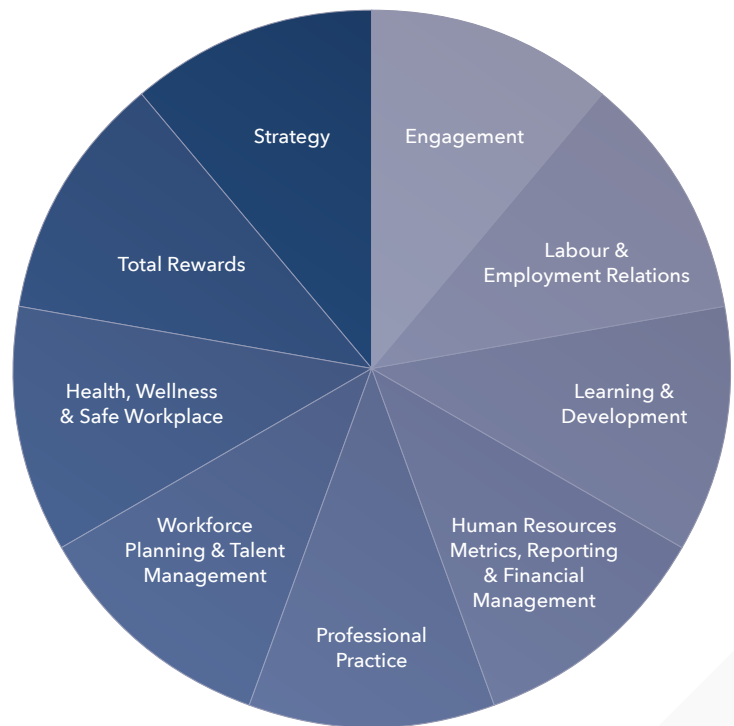 Strategy
Engagement
Labour &
Employment Relations
Learning &
Development
Human Resources
Metrics, Reporting
& Financial
Management
Professional
Practice
Workforce
Planning & Talent
Management
Health, Wellness
& Safe Workplace
Total Rewards